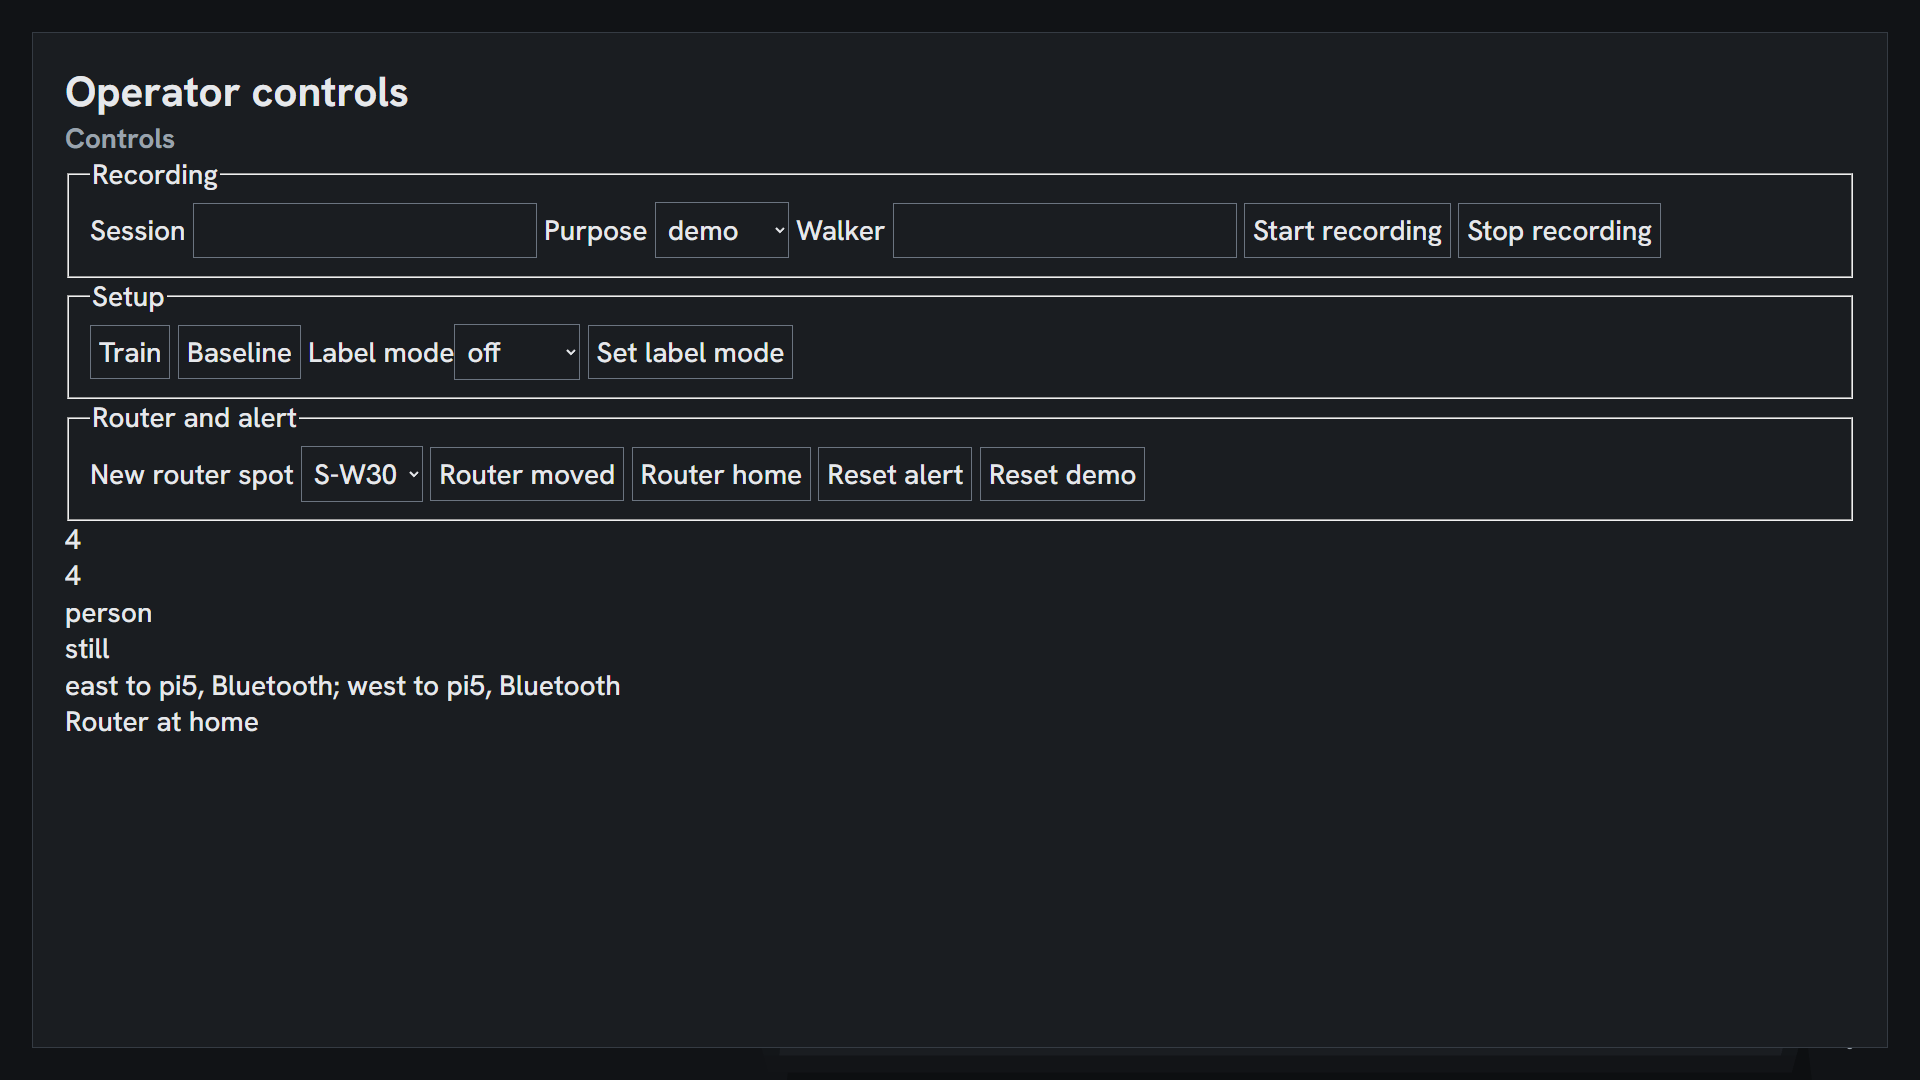 Operator controls
Controls
Recording
Session Purpose demo Walker Start recording Stop recording
Setup
Train Baseline Label mode off Set label mode
Router and alert
New router spot S-W30 Router moved Router home Reset alert Reset demo
4
4
person
still
east to pi5, Bluetooth; west to pi5, Bluetooth
Router at home